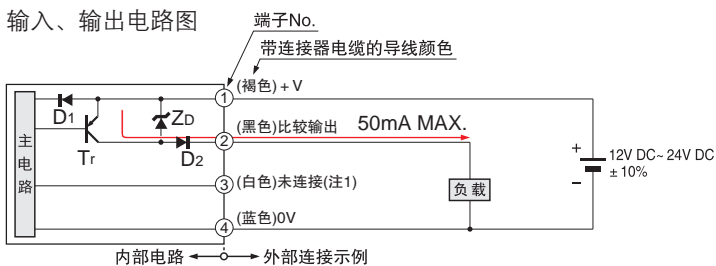 输入、输出电路图
端子No.
带连接器电缆的导线颜色
① (褐色)+V
D1
ZD
Tr
D2
② (黑色)比较输出 50mA MAX.
主电路
③ (白色)未连接(注1)
负载
+
−
12V DC~24V DC
±10%
④ (蓝色)0V
内部电路
外部连接示例